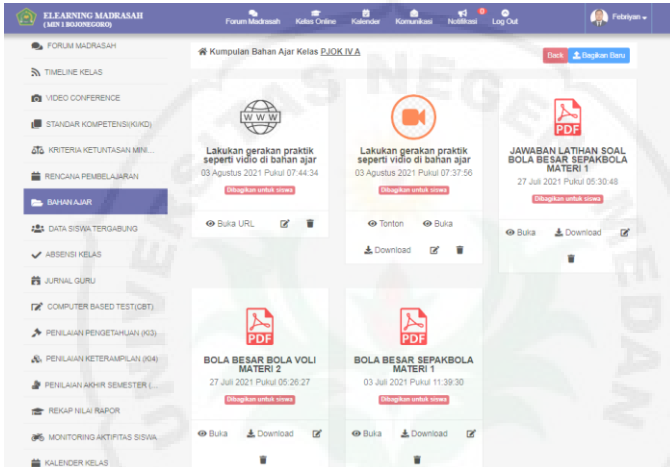 ELEARNING MADRASAH
(MIN 1 BOJONEGORO)
Forum Madrasah
Kelas Online
Kalender
Komunikasi
Notifikasi
0
Log Out
Febriyan
FORUM MADRASAH
TIMELINE KELAS
VIDEO CONFERENCE
STANDAR KOMPETENSI(KI/KD)
KRITERIA KETUNTASAN MINI...
RENCANA PEMBELAJARAN
BAHAN AJAR
DATA SISWA TERGABUNG
ABSENSI KELAS
JURNAL GURU
COMPUTER BASED TEST(CBT)
PENILAIAN PENGETAHUAN (KI3)
PENILAIAN KETERAMPILAN (KI4)
PENILAIAN AKHIR SEMESTER (...
REKAP NILAI RAPOR
MONITORING AKTIFITAS SISWA
KALENDER KELAS
Kumpulan Bahan Ajar Kelas PJOK IV A
Back
Bagikan Baru
WWW
Lakukan gerakan praktik
seperti vidio di bahan ajar
03 Agustus 2021 Pukul 07:44:34
Dibagikan untuk siswa
Buka URL
Lakukan gerakan praktik
seperti vidio di bahan ajar
03 Agustus 2021 Pukul 07:37:56
Dibagikan untuk siswa
Tonton
Buka
Download
PDF
JAWABAN LATIHAN SOAL
BOLA BESAR SEPAKBOLA
MATERI 1
27 Juli 2021 Pukul 05:30:48
Dibagikan untuk siswa
Buka
Download
PDF
BOLA BESAR BOLA VOLI
MATERI 2
27 Juli 2021 Pukul 05:26:27
Dibagikan untuk siswa
Buka
Download
PDF
BOLA BESAR SEPAKBOLA
MATERI 1
03 Juli 2021 Pukul 11:39:30
Dibagikan untuk siswa
Buka
Download